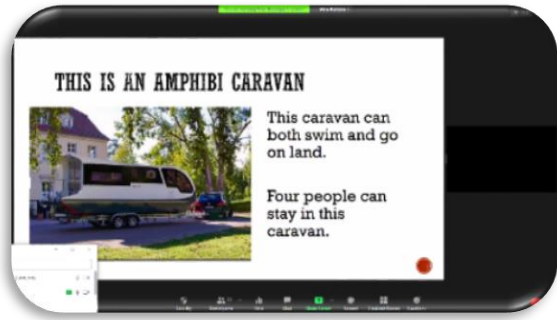 THIS IS AN AMPHIBI CARAVAN
This caravan can
both swim and go
on land.
Four people can
stay in this
caravan.